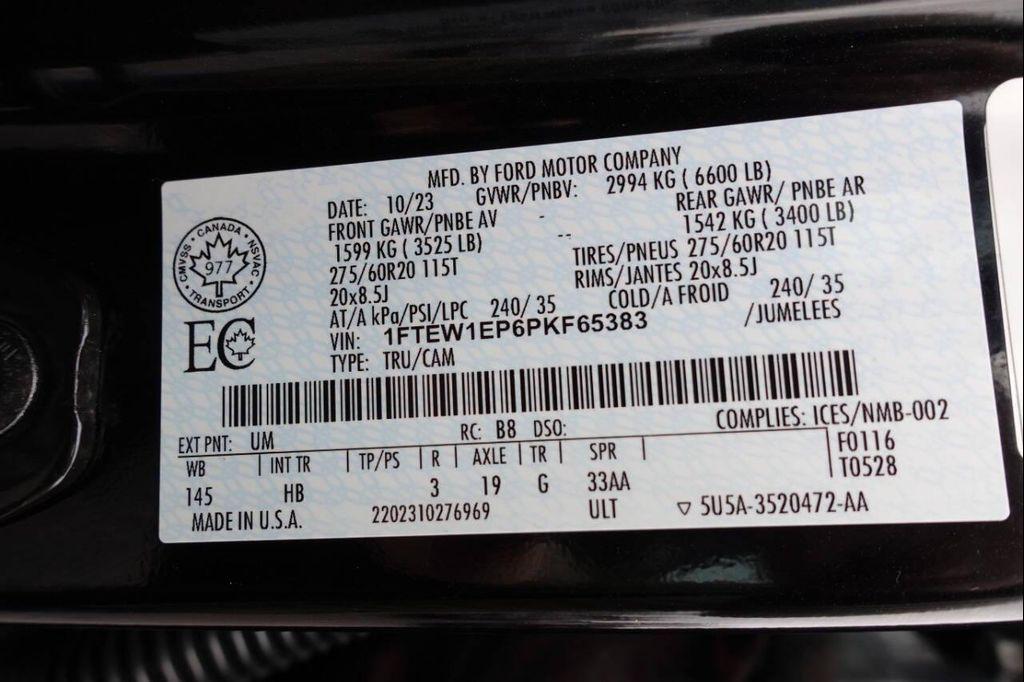 MFD. BY FORD MOTOR COMPANY
DATE: 10/23 GVWR/PNBV: 2994 KG ( 6600 LB)
FRONT GAWR/PNBE AV - REAR GAWR/ PNBE AR
1599 KG ( 3525 LB) -- 1542 KG ( 3400 LB)
275/60R20 115T TIRES/PNEUS 275/60R20 115T
20x8.5J RIMS/JANTES 20x8.5J
AT/A kPa/PSI/LPC 240/ 35 COLD/A FROID 240/ 35
VIN: 1FTEW1EP6PKF65383 /JUMELEES
TYPE: TRU/CAM
CANADA
CMVSS 977 NSVAC
TRANSPORT
EC
COMPLIES: ICES/NMB-002
EXT PNT: UM RC: B8 DSO:
WB INT TR TP/PS R AXLE TR SPR F0116
145 HB 3 19 G 33AA T0528
MADE IN U.S.A. 2202310276969 ULT ▽ 5U5A-3520472-AA